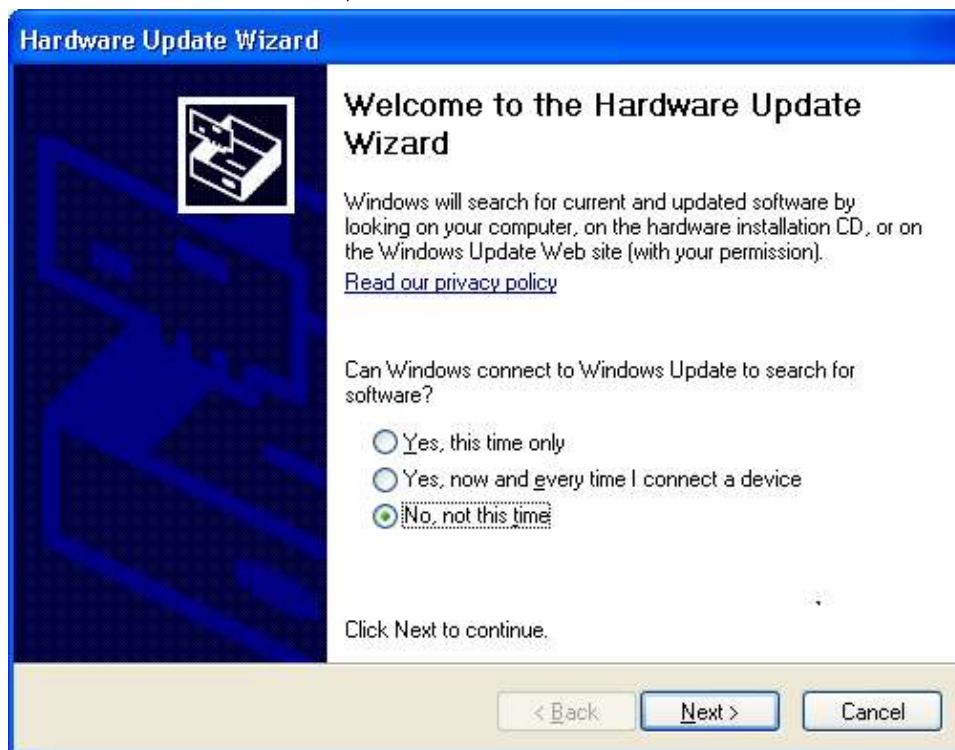 Hardware Update Wizard
Welcome to the Hardware Update
Wizard
Windows will search for current and updated software by
looking on your computer, on the hardware installation CD, or on
the Windows Update Web site (with your permission).
Read our privacy policy
Can Windows connect to Windows Update to search for
software?
Yes, this time only
Yes, now and every time I connect a device
No, not this time
Click Next to continue.
< Back Next > Cancel